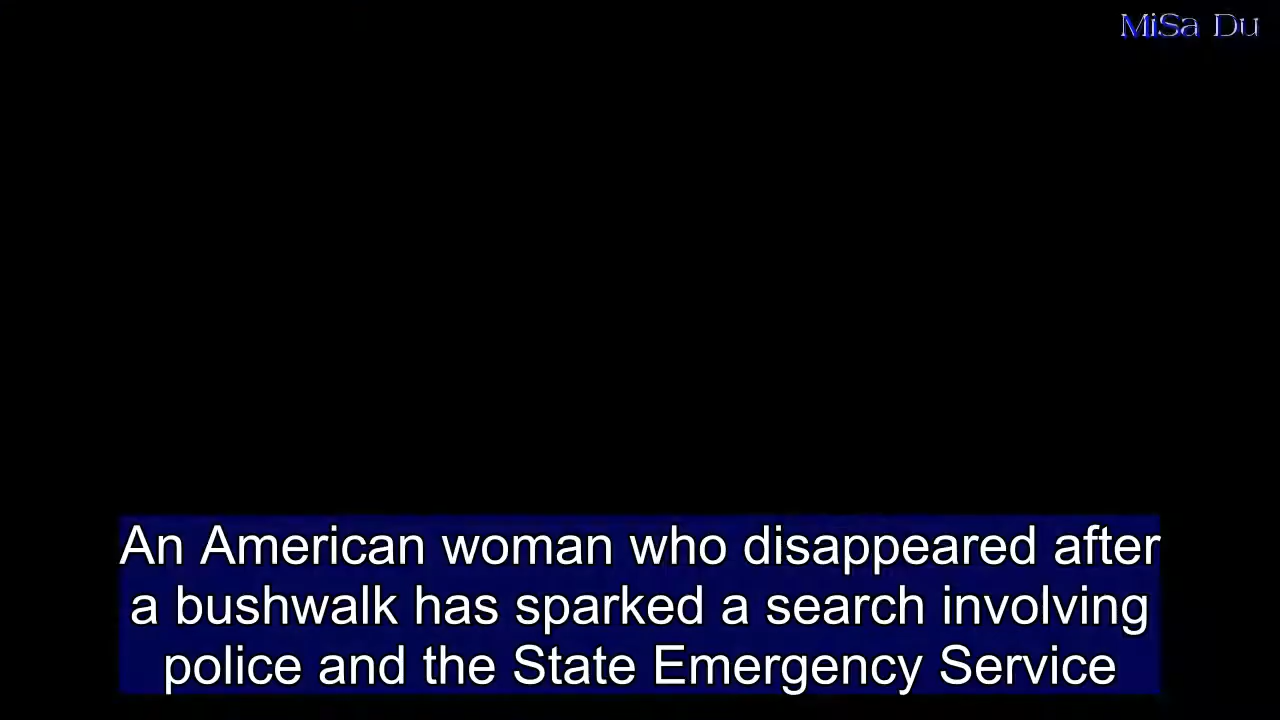 MiSa Du
An American woman who disappeared after
a bushwalk has sparked a search involving
police and the State Emergency Service